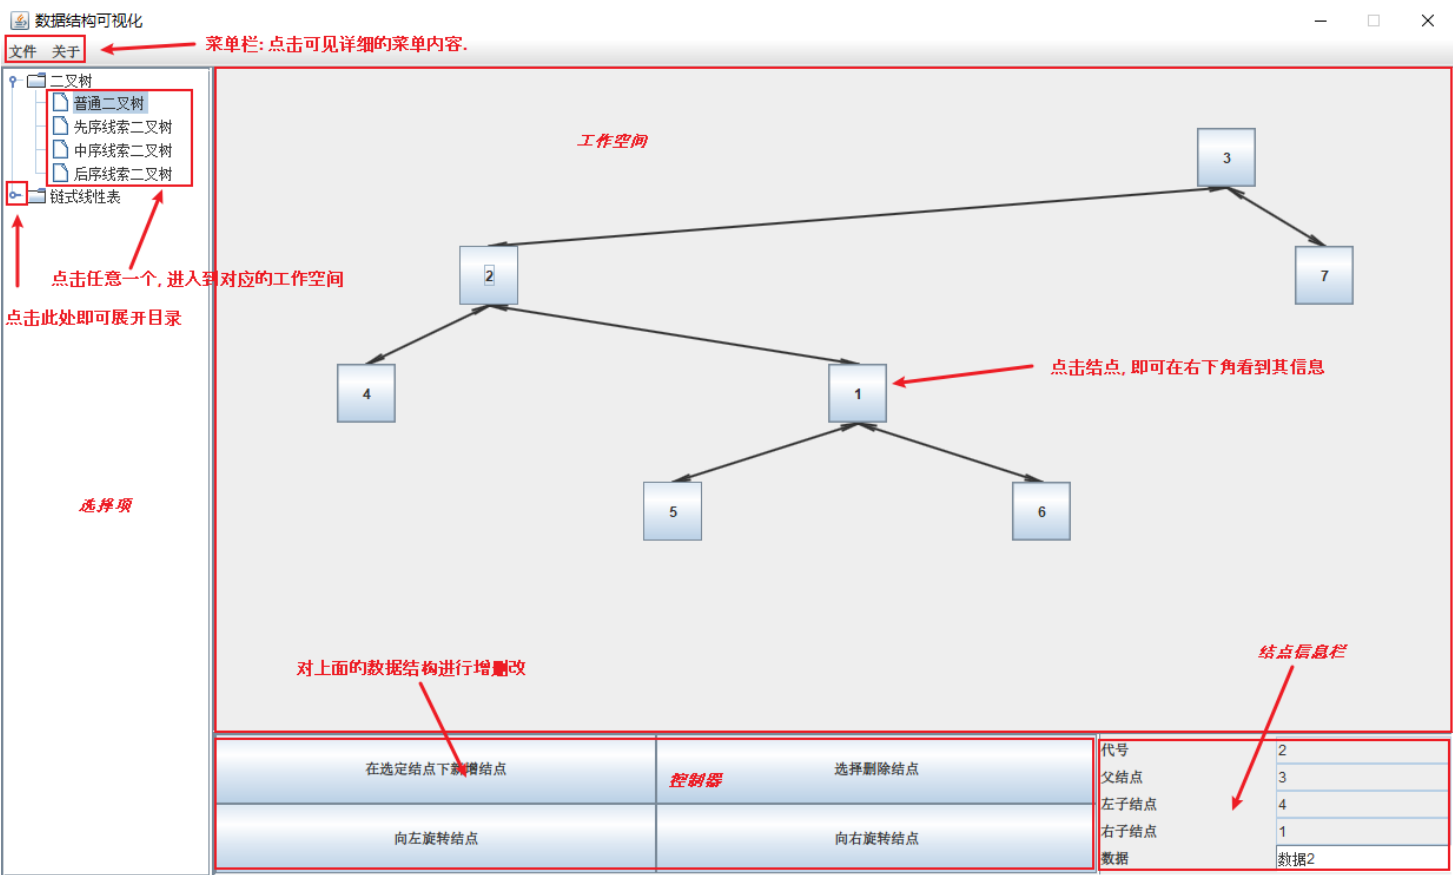 数据结构可视化
文件 关于
菜单栏: 点击可见详细的菜单内容.
二叉树
普通二叉树
先序线索二叉树
中序线索二叉树
后序线索二叉树
链式线性表
点击任意一个, 进入到对应的工作空间
点击此处即可展开目录
选择项
工作空间
3
2
7
4
1
点击结点, 即可在右下角看到其信息
5
6
对上面的数据结构进行增删改
结点信息栏
在选定结点下新增结点
选择删除结点
控制器
向左旋转结点
向右旋转结点
代号 2
父结点 3
左子结点 4
右子结点 1
数据 数据2